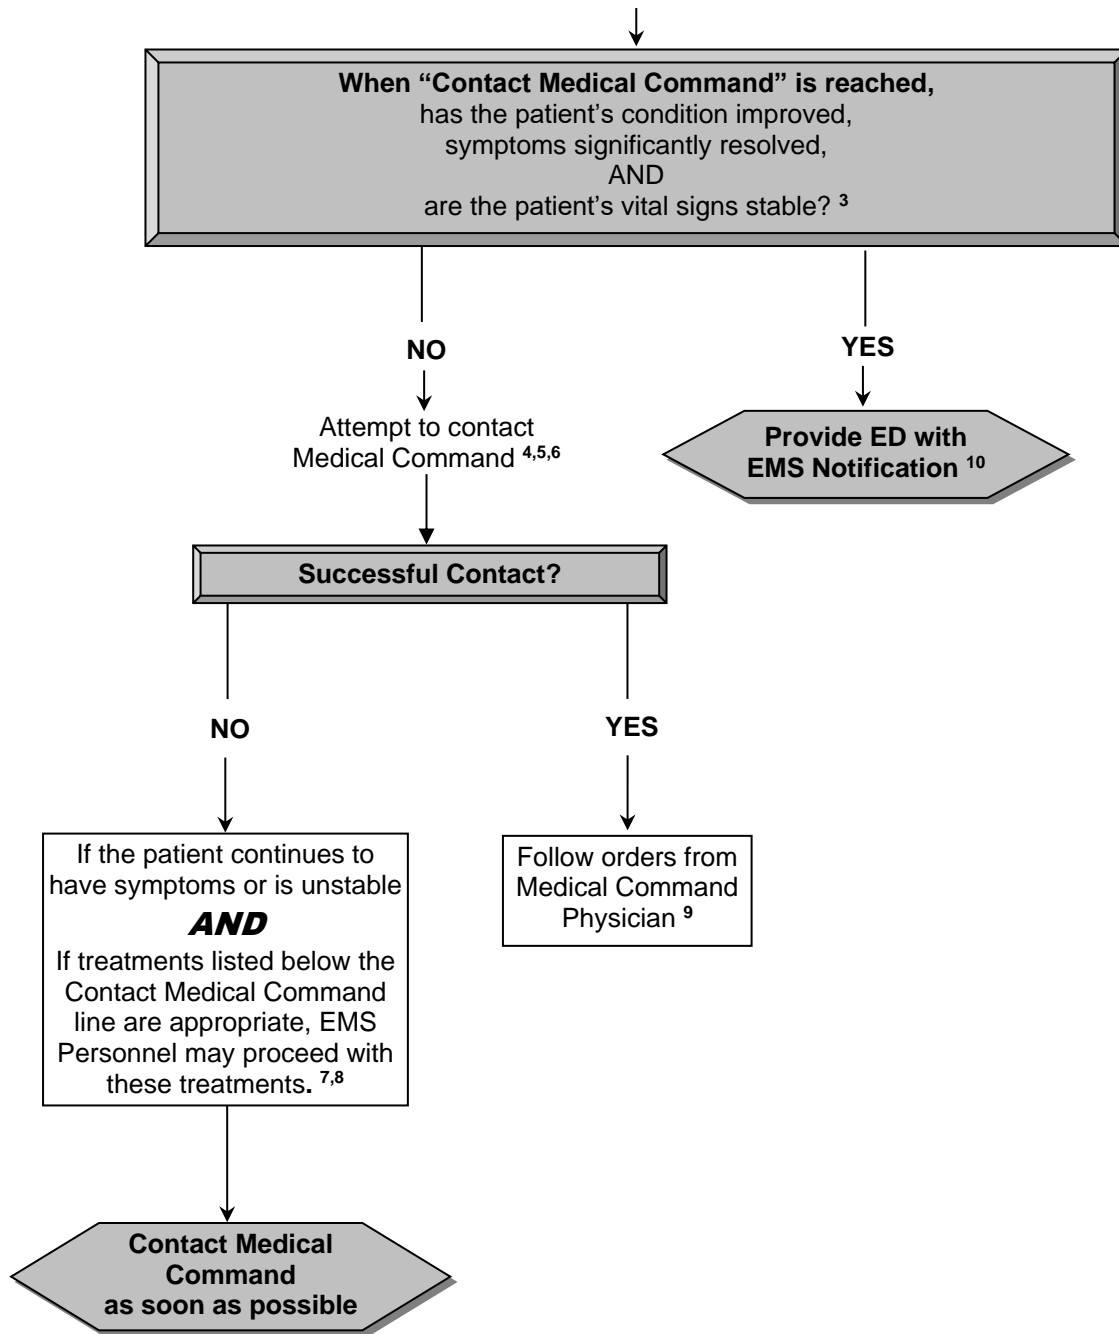 When “Contact Medical Command” is reached,
has the patient’s condition improved,
symptoms significantly resolved,
AND
are the patient’s vital signs stable? 3
NO
YES
Attempt to contact
Medical Command 4,5,6
Provide ED with
EMS Notification 10
Successful Contact?
NO
YES
If the patient continues to
have symptoms or is unstable
AND
If treatments listed below the
Contact Medical Command
line are appropriate, EMS
Personnel may proceed with
these treatments. 7,8
Follow orders from
Medical Command
Physician 9
Contact Medical
Command
as soon as possible